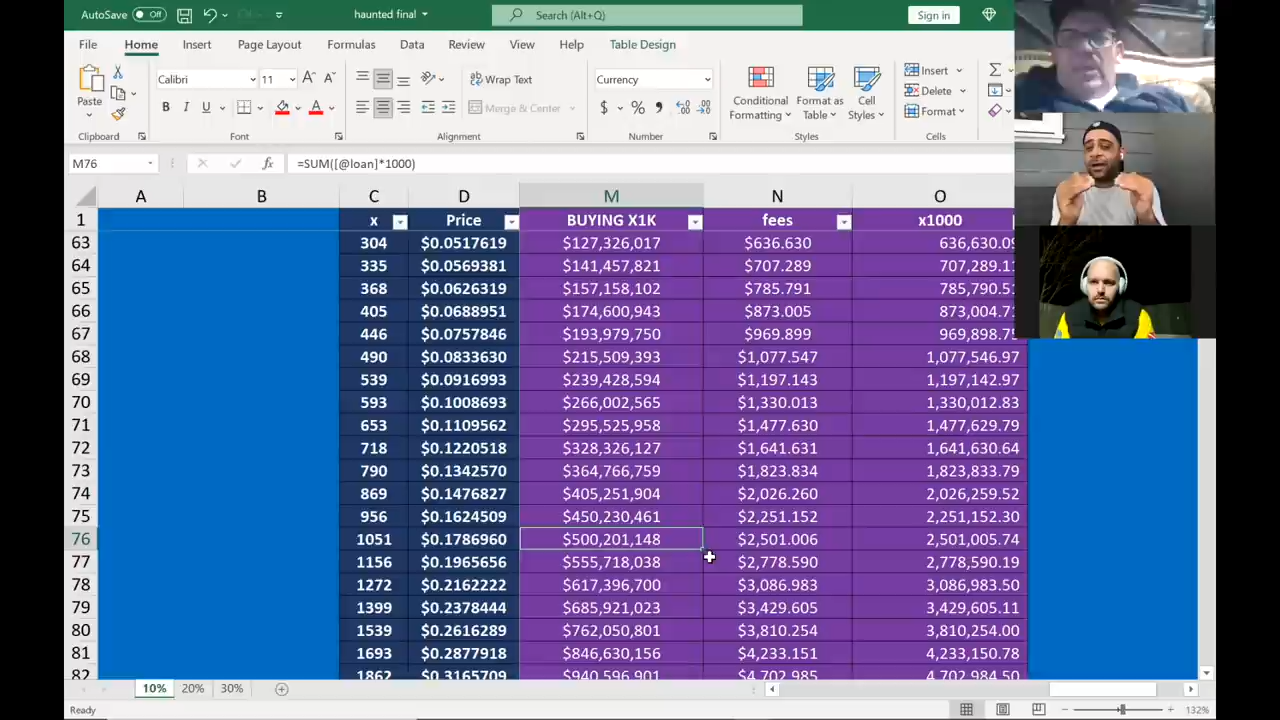 AutoSave Off haunted final Search (Alt+Q) Sign in
File Home Insert Page Layout Formulas Data Review View Help Table Design
Paste Calibri 11 A A Wrap Text Currency Conditional Formatting Format as Table Cell Styles Insert
B I U A Merge & Center $ % 9 Delete
Format
Clipboard Font Alignment Number Styles Cells
M76 fx =SUM([@loan]*1000)
A B C D M N O
1 x Price BUYING X1K fees x1000
63 304 $0.0517619 $127,326,017 $636.630 636,630.09
64 335 $0.0569381 $141,457,821 $707.289 707,289.11
65 368 $0.0626319 $157,158,102 $785.791 785,790.51
66 405 $0.0688951 $174,600,943 $873.005 873,004.71
67 446 $0.0757846 $193,979,750 $969.899 969,898.75
68 490 $0.0833630 $215,509,393 $1,077.547 1,077,546.97
69 539 $0.0916993 $239,428,594 $1,197.143 1,197,142.97
70 593 $0.1008693 $266,002,565 $1,330.013 1,330,012.83
71 653 $0.1109562 $295,525,958 $1,477.630 1,477,629.79
72 718 $0.1220518 $328,326,127 $1,641.631 1,641,630.64
73 790 $0.1342570 $364,766,759 $1,823.834 1,823,833.79
74 869 $0.1476827 $405,251,904 $2,026.260 2,026,259.52
75 956 $0.1624509 $450,230,461 $2,251.152 2,251,152.30
76 1051 $0.1786960 $500,201,148 $2,501.006 2,501,005.74
77 1156 $0.1965656 $555,718,038 $2,778.590 2,778,590.19
78 1272 $0.2162222 $617,396,700 $3,086.983 3,086,983.50
79 1399 $0.2378444 $685,921,023 $3,429.605 3,429,605.11
80 1539 $0.2616289 $762,050,801 $3,810.254 3,810,254.00
81 1693 $0.2877918 $846,630,156 $4,233.151 4,233,150.78
82 1862 $0.3165709 $940,596,901 $4,702.985 4,702,984.50
10% 20% 30%
Ready 132%